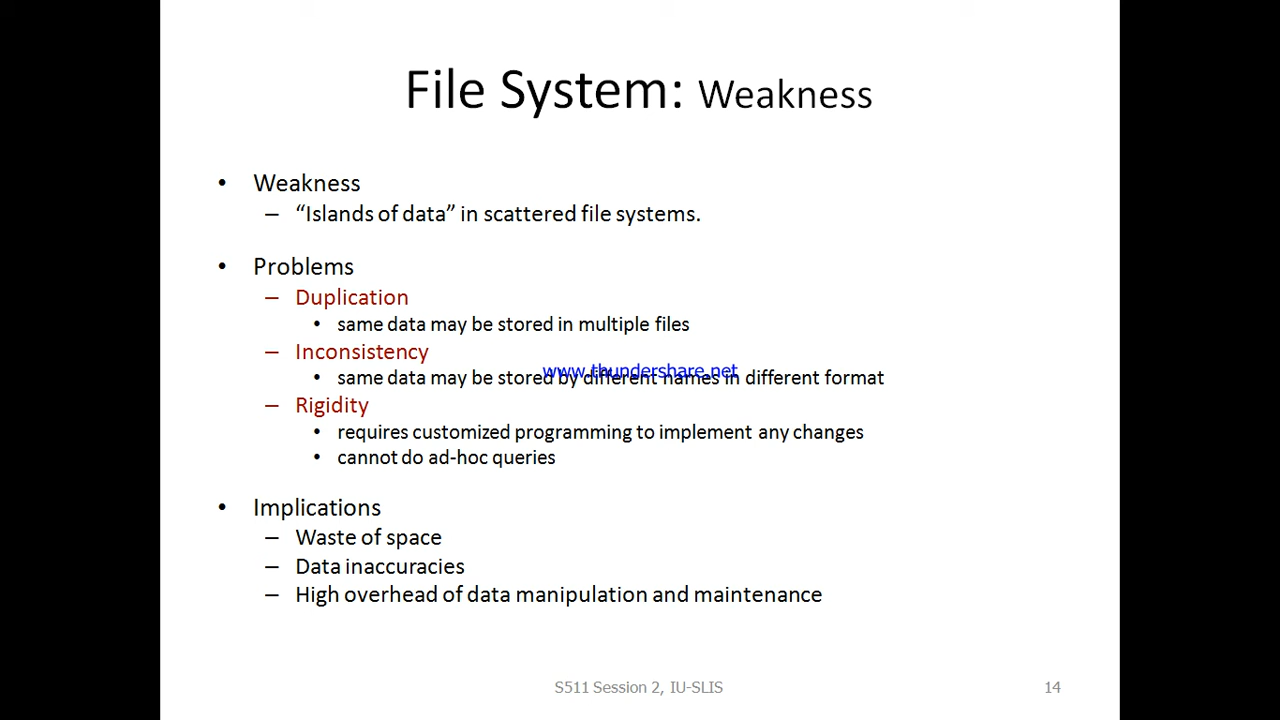 File System: Weakness
• Weakness
– “Islands of data” in scattered file systems.
• Problems
– Duplication
• same data may be stored in multiple files
– Inconsistency
www.thundershare.net
• same data may be stored by different names in different format
– Rigidity
• requires customized programming to implement any changes
• cannot do ad-hoc queries
• Implications
– Waste of space
– Data inaccuracies
– High overhead of data manipulation and maintenance
S511 Session 2, IU-SLIS
14